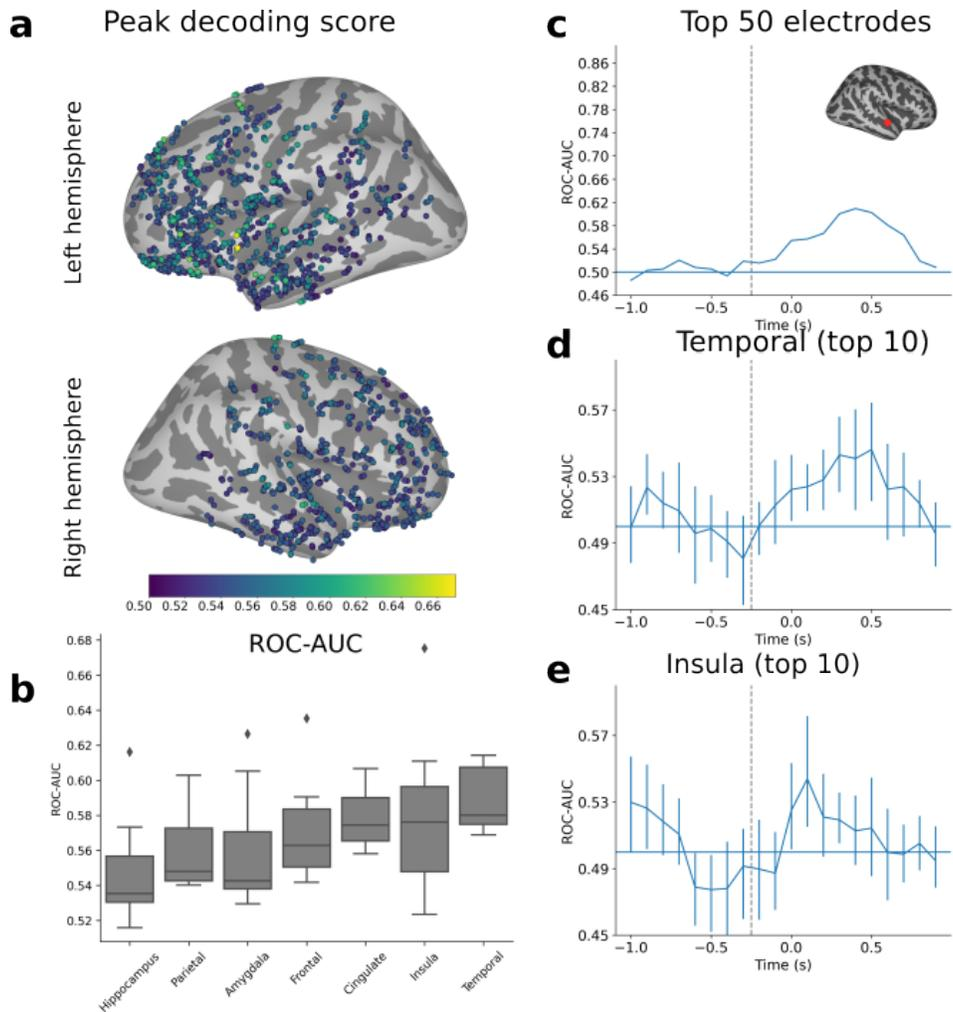 a
Peak decoding score
Left hemisphere
Right hemisphere
0.50 0.52 0.54 0.56 0.58 0.60 0.62 0.64 0.66
b
ROC-AUC
ROC-AUC
0.68
0.66
0.64
0.62
0.60
0.58
0.56
0.54
0.52
Hippocampus
Parietal
Amygdala
Frontal
Cingulate
Insula
Temporal
c
Top 50 electrodes
ROC-AUC
0.86
0.82
0.78
0.74
0.70
0.66
0.62
0.58
0.54
0.50
0.46
−1.0 −0.5 0.0 0.5
Time (s)
d
Temporal (top 10)
ROC-AUC
0.57
0.53
0.49
0.45
−1.0 −0.5 0.0 0.5
Time (s)
e
Insula (top 10)
ROC-AUC
0.57
0.53
0.49
0.45
−1.0 −0.5 0.0 0.5
Time (s)